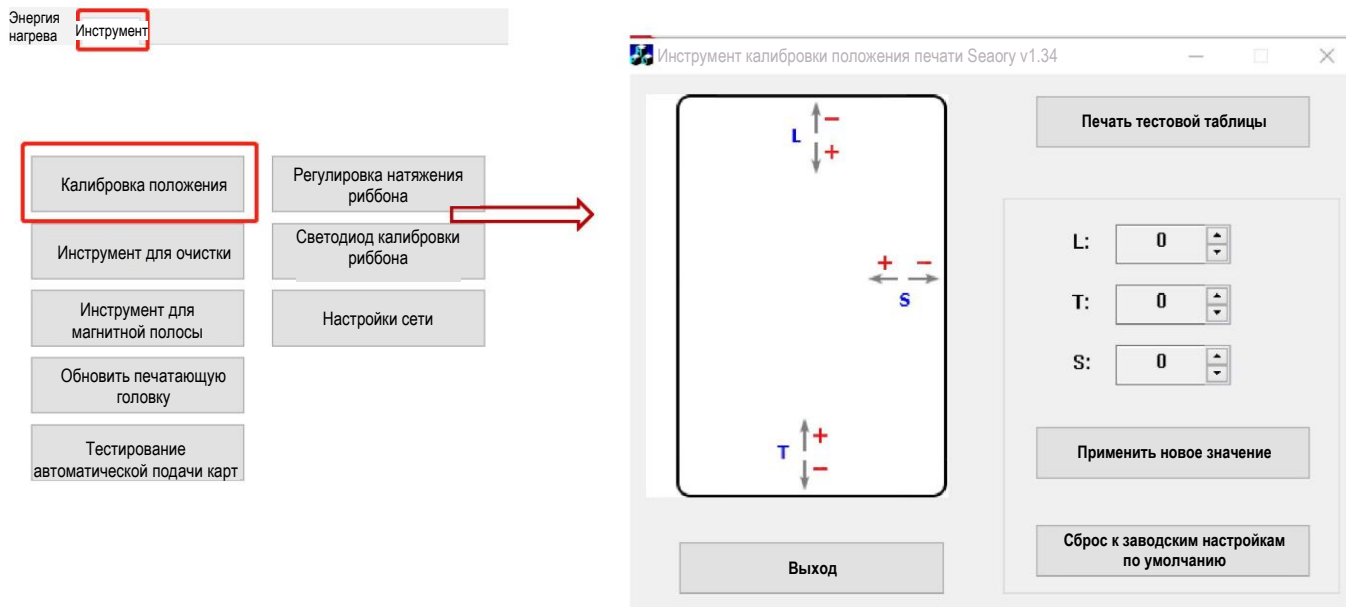 Энергия
нагрева
Инструмент
Калибровка положения
Регулировка натяжения
риббона
Инструмент для очистки
Светодиод калибровки
риббона
Инструмент для
магнитной полосы
Настройки сети
Обновить печатающую
головку
Тестирование
автоматической подачи карт
Инструмент калибровки положения печати Seaory v1.34
L
−
+
+ −
S
T
+
−
Печать тестовой таблицы
L: 0
T: 0
S: 0
Применить новое значение
Сброс к заводским настройкам
по умолчанию
Выход